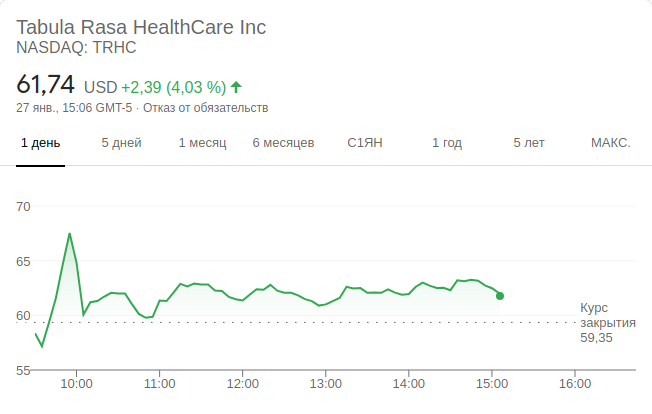 Tabula Rasa HealthCare Inc
NASDAQ: TRHC
61,74 USD +2,39 (4,03 %)
27 янв., 15:06 GMT-5 · Отказ от обязательств
1 день 5 дней 1 месяц 6 месяцев С1ЯН 1 год 5 лет МАКС.
70
65
60
55
Курс
закрытия
59,35
10:00 11:00 12:00 13:00 14:00 15:00 16:00